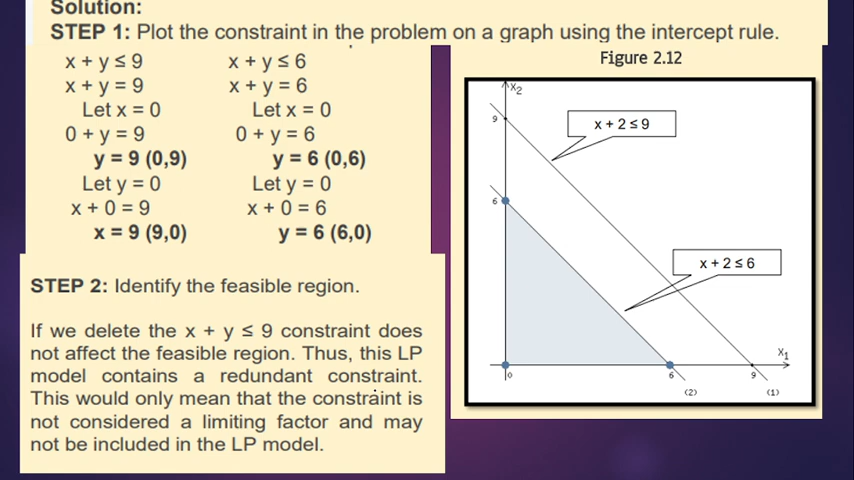 Solution:
STEP 1: Plot the constraint in the problem on a graph using the intercept rule.
x + y ≤ 9
x + y = 9
Let x = 0
0 + y = 9
y = 9 (0,9)
Let y = 0
x + 0 = 9
x = 9 (9,0)
x + y ≤ 6
x + y = 6
Let x = 0
0 + y = 6
y = 6 (0,6)
Let y = 0
x + 0 = 6
y = 6 (6,0)
STEP 2: Identify the feasible region.
If we delete the x + y ≤ 9 constraint does
not affect the feasible region. Thus, this LP
model contains a redundant constraint.
This would only mean that the constraint is
not considered a limiting factor and may
not be included in the LP model.
Figure 2.12
X2
9
x + 2 ≤ 9
6
x + 2 ≤ 6
X1
0
6
9
(2)
(1)